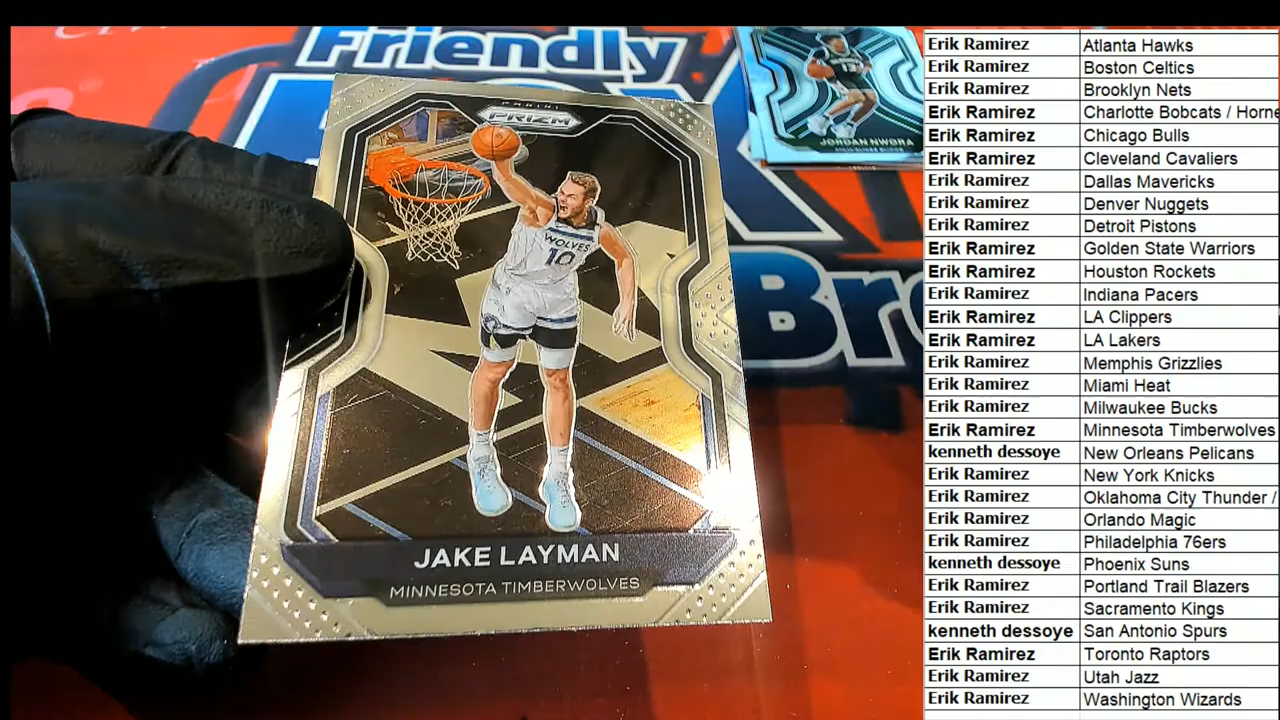 Friendly
Bro
PANINI
PRIZM
WOLVES
10
JAKE LAYMAN
MINNESOTA TIMBERWOLVES
13
JORDAN NWORA
Erik Ramirez Atlanta Hawks
Erik Ramirez Boston Celtics
Erik Ramirez Brooklyn Nets
Erik Ramirez Charlotte Bobcats / Horne
Erik Ramirez Chicago Bulls
Erik Ramirez Cleveland Cavaliers
Erik Ramirez Dallas Mavericks
Erik Ramirez Denver Nuggets
Erik Ramirez Detroit Pistons
Erik Ramirez Golden State Warriors
Erik Ramirez Houston Rockets
Erik Ramirez Indiana Pacers
Erik Ramirez LA Clippers
Erik Ramirez LA Lakers
Erik Ramirez Memphis Grizzlies
Erik Ramirez Miami Heat
Erik Ramirez Milwaukee Bucks
Erik Ramirez Minnesota Timberwolves
kenneth dessoye New Orleans Pelicans
Erik Ramirez New York Knicks
Erik Ramirez Oklahoma City Thunder /
Erik Ramirez Orlando Magic
Erik Ramirez Philadelphia 76ers
kenneth dessoye Phoenix Suns
Erik Ramirez Portland Trail Blazers
Erik Ramirez Sacramento Kings
kenneth dessoye San Antonio Spurs
Erik Ramirez Toronto Raptors
Erik Ramirez Utah Jazz
Erik Ramirez Washington Wizards